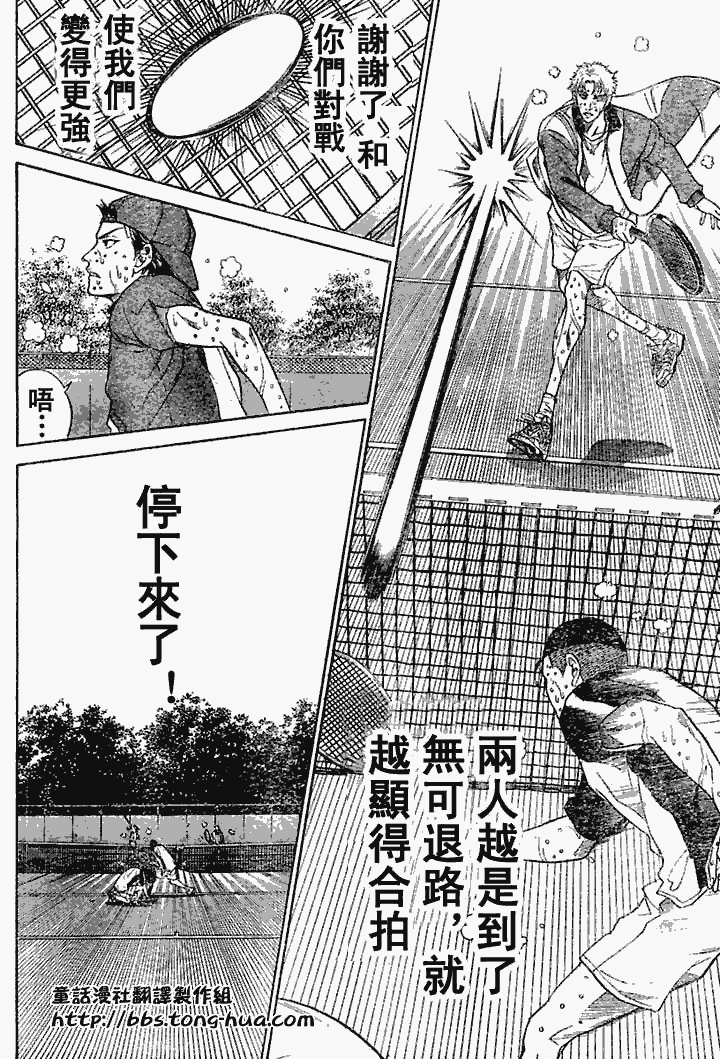 謝謝了 和
你們對戰
使我們
變得更強
唔…
兩人越是到了
無可退路，就
越顯得合拍
停下來了！
童話漫社翻譯製作組
http://bbs.tong-hua.com